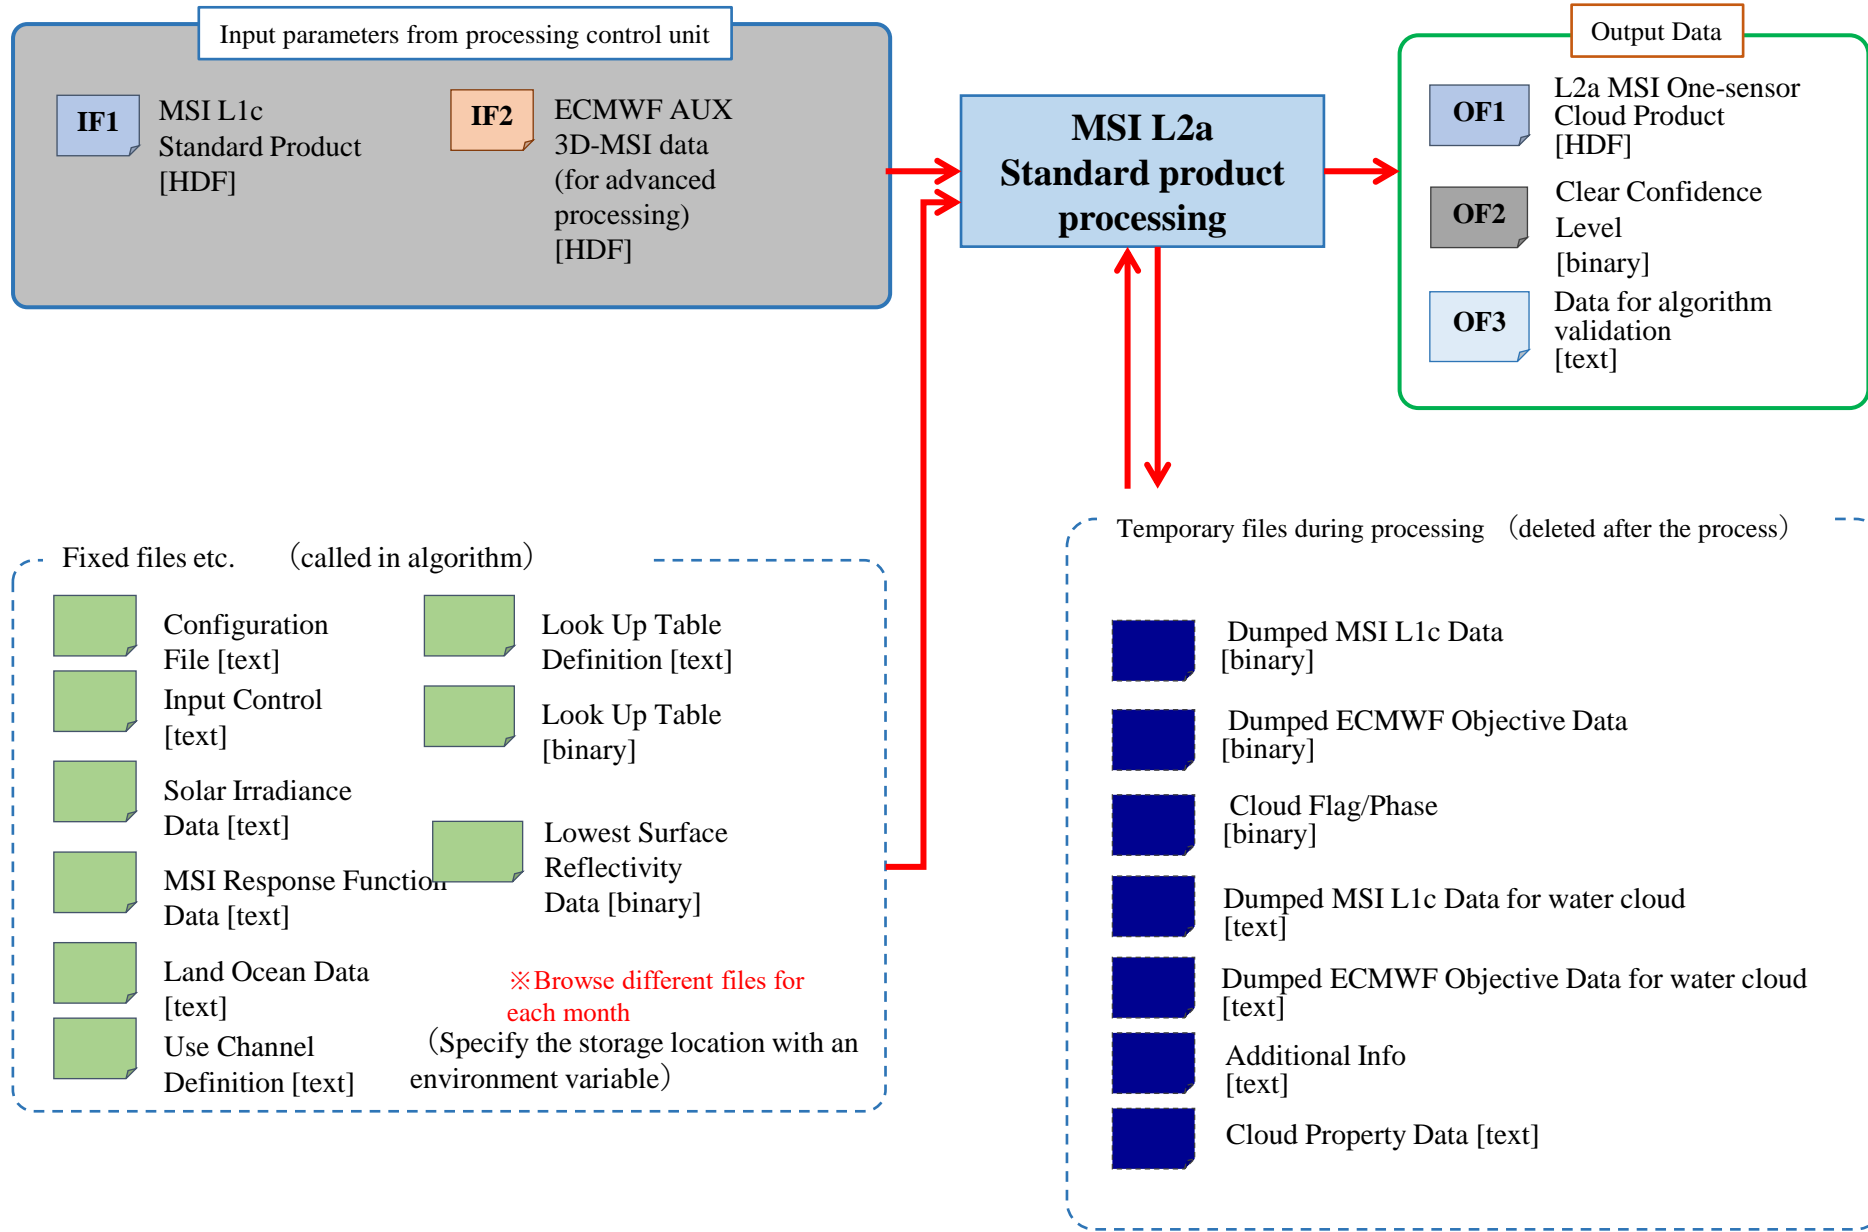 Input parameters from processing control unit
IF1
MSI L1c
Standard Product
[HDF]
IF2
ECMWF AUX
3D-MSI data
(for advanced
processing)
[HDF]
MSI L2a
Standard product
processing
Output Data
OF1
L2a MSI One-sensor
Cloud Product
[HDF]
OF2
Clear Confidence
Level
[binary]
OF3
Data for algorithm
validation
[text]
Fixed files etc. （called in algorithm）
Configuration
File [text]
Input Control
[text]
Solar Irradiance
Data [text]
MSI Response Function
Data [text]
Land Ocean Data
[text]
Use Channel
Definition [text]
Look Up Table
Definition [text]
Look Up Table
[binary]
Lowest Surface
Reflectivity
Data [binary]
※Browse different files for
each month
（Specify the storage location with an
environment variable）
Temporary files during processing （deleted after the process）
Dumped MSI L1c Data
[binary]
Dumped ECMWF Objective Data
[binary]
Cloud Flag/Phase
[binary]
Dumped MSI L1c Data for water cloud
[text]
Dumped ECMWF Objective Data for water cloud
[text]
Additional Info
[text]
Cloud Property Data [text]